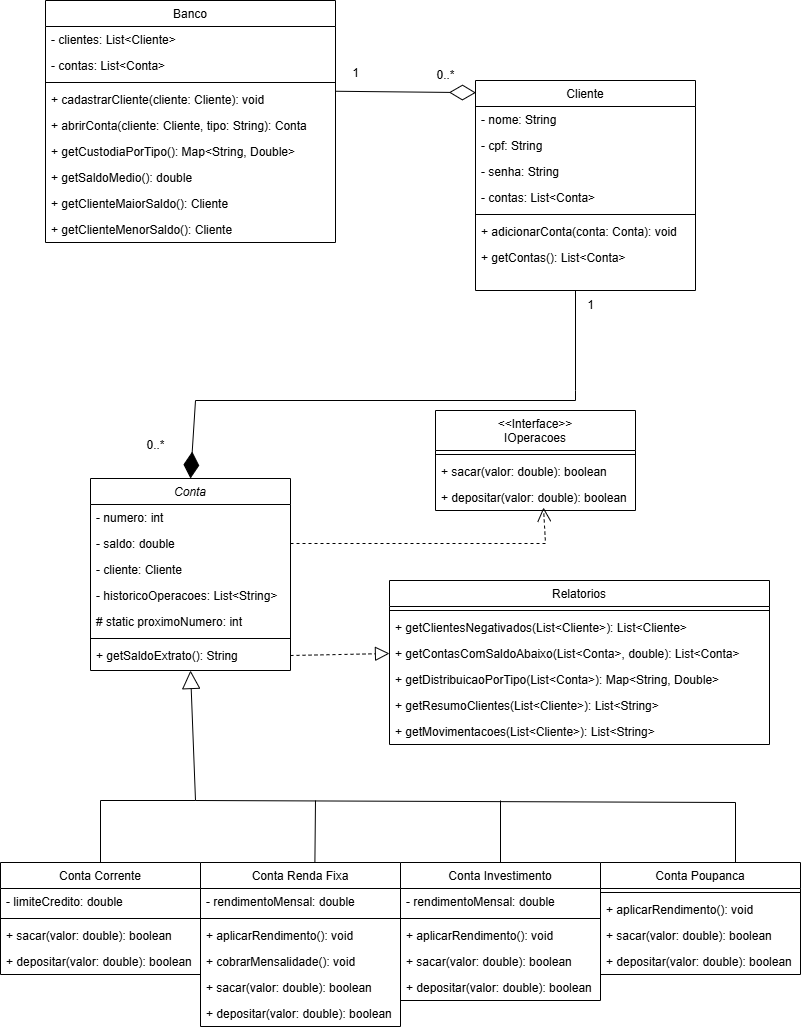 Banco
- clientes: List<Cliente>
- contas: List<Conta>
+ cadastrarCliente(cliente: Cliente): void
+ abrirConta(cliente: Cliente, tipo: String): Conta
+ getCustodiaPorTipo(): Map<String, Double>
+ getSaldoMedio(): double
+ getClienteMaiorSaldo(): Cliente
+ getClienteMenorSaldo(): Cliente
1
0..*
Cliente
- nome: String
- cpf: String
- senha: String
- contas: List<Conta>
+ adicionarConta(conta: Conta): void
+ getContas(): List<Conta>
1
0..*
<<Interface>>
IOperacoes
+ sacar(valor: double): boolean
+ depositar(valor: double): boolean
Conta
- numero: int
- saldo: double
- cliente: Cliente
- historicoOperacoes: List<String>
# static proximoNumero: int
+ getSaldoExtrato(): String
Relatorios
+ getClientesNegativados(List<Cliente>): List<Cliente>
+ getContasComSaldoAbaixo(List<Conta>, double): List<Conta>
+ getDistribuicaoPorTipo(List<Conta>): Map<String, Double>
+ getResumoClientes(List<Cliente>): List<String>
+ getMovimentacoes(List<Cliente>): List<String>
Conta Corrente
- limiteCredito: double
+ sacar(valor: double): boolean
+ depositar(valor: double): boolean
Conta Renda Fixa
- rendimentoMensal: double
+ aplicarRendimento(): void
+ cobrarMensalidade(): void
+ sacar(valor: double): boolean
+ depositar(valor: double): boolean
Conta Investimento
- rendimentoMensal: double
+ aplicarRendimento(): void
+ sacar(valor: double): boolean
+ depositar(valor: double): boolean
Conta Poupanca
+ aplicarRendimento(): void
+ sacar(valor: double): boolean
+ depositar(valor: double): boolean